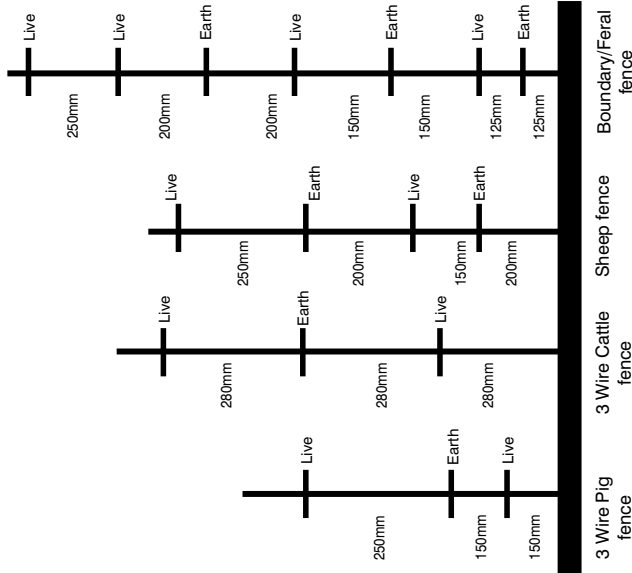 Live
250mm
Earth
150mm
Live
150mm
3 Wire Pig
fence
Live
280mm
Earth
280mm
Live
280mm
3 Wire Cattle
fence
Live
250mm
Earth
200mm
Live
150mm
Earth
200mm
Sheep fence
Live
250mm
Live
200mm
Earth
200mm
Live
150mm
Earth
150mm
Live
125mm
Earth
125mm
Boundary/Feral
fence